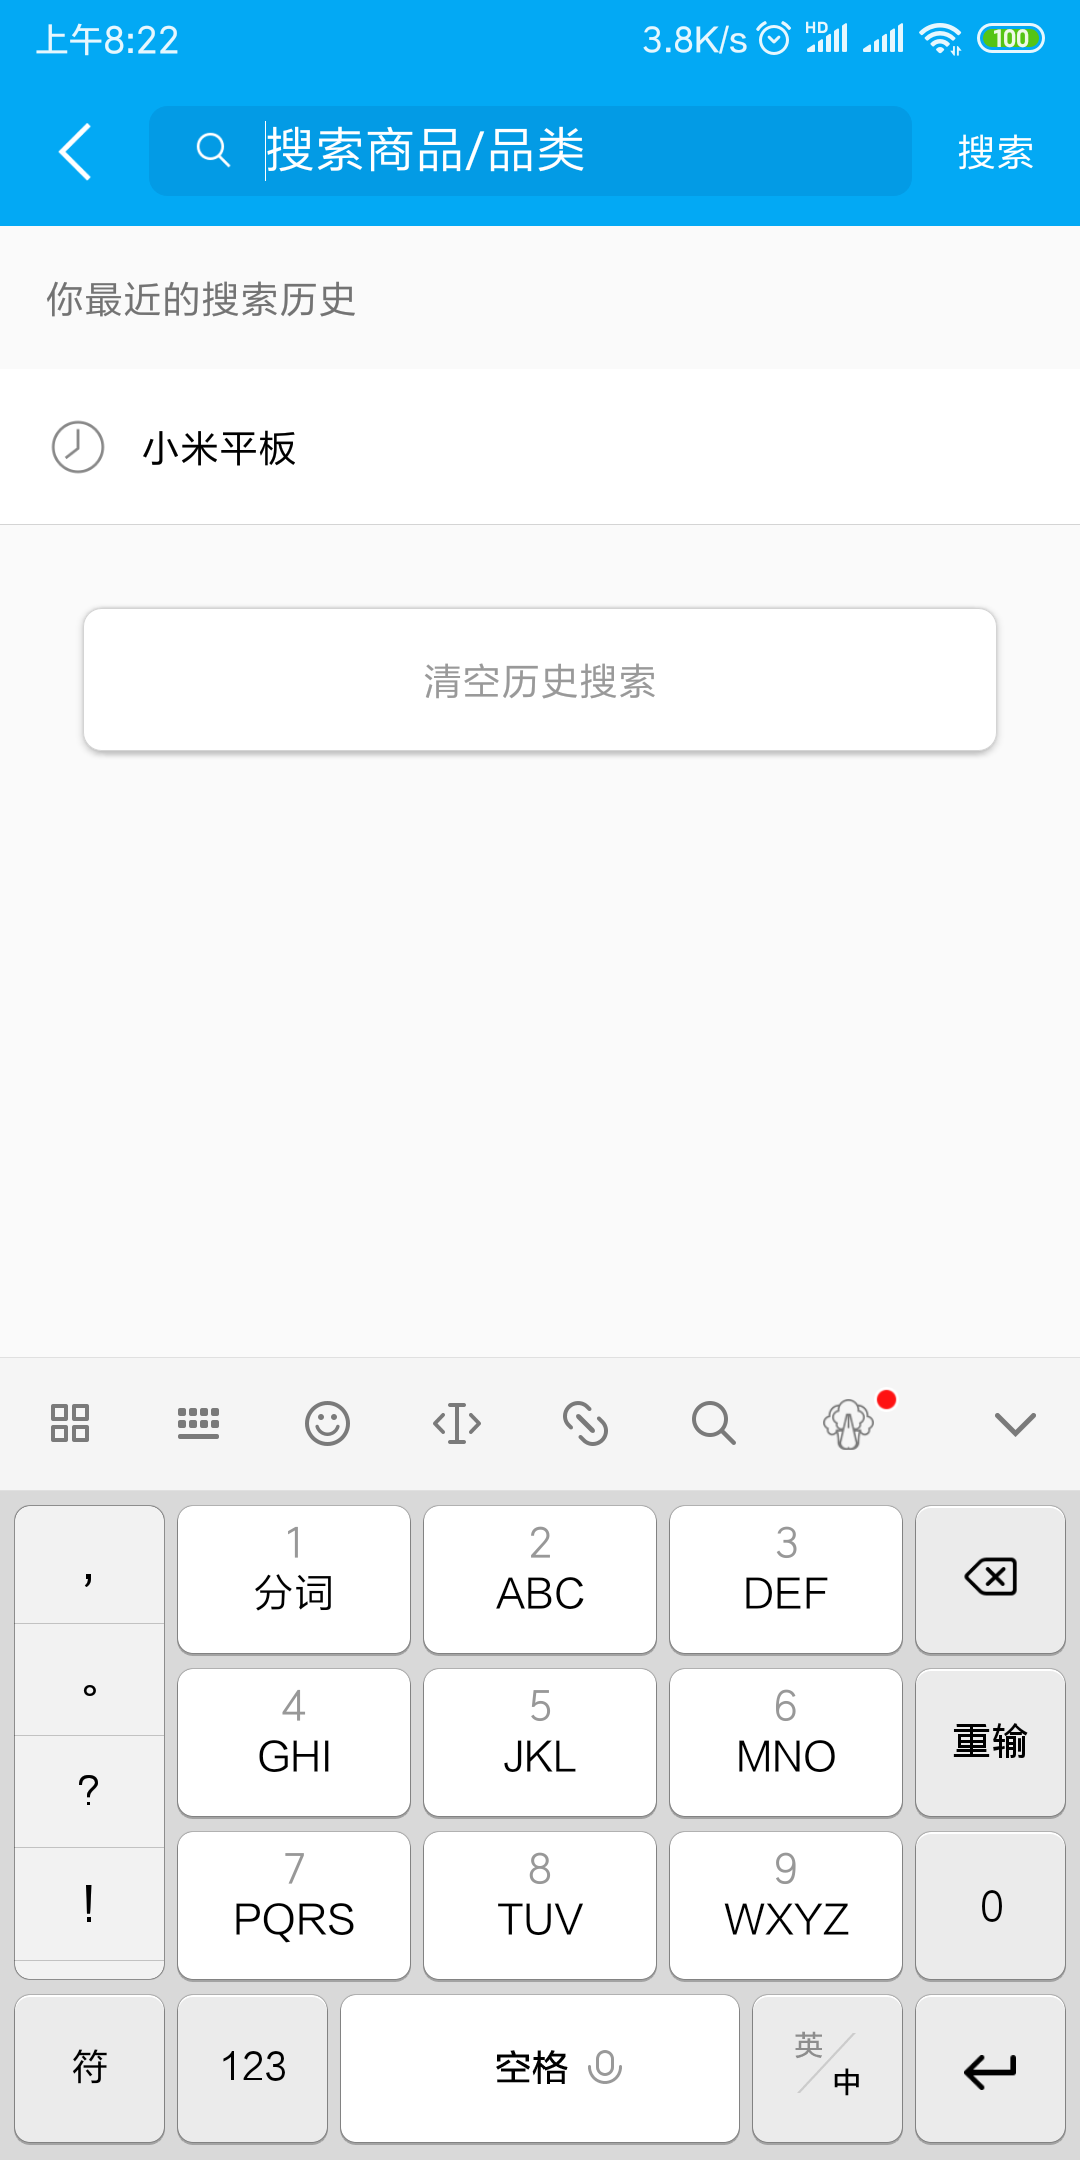 上午8:22 3.8K/s HD 100
搜索商品/品类 搜索
你最近的搜索历史
小米平板
清空历史搜索
, 1 2 3
分词 ABC DEF
。 4 5 6 重输
GHI JKL MNO
? 7 8 9 0
! PQRS TUV WXYZ
符 123 空格 英/中